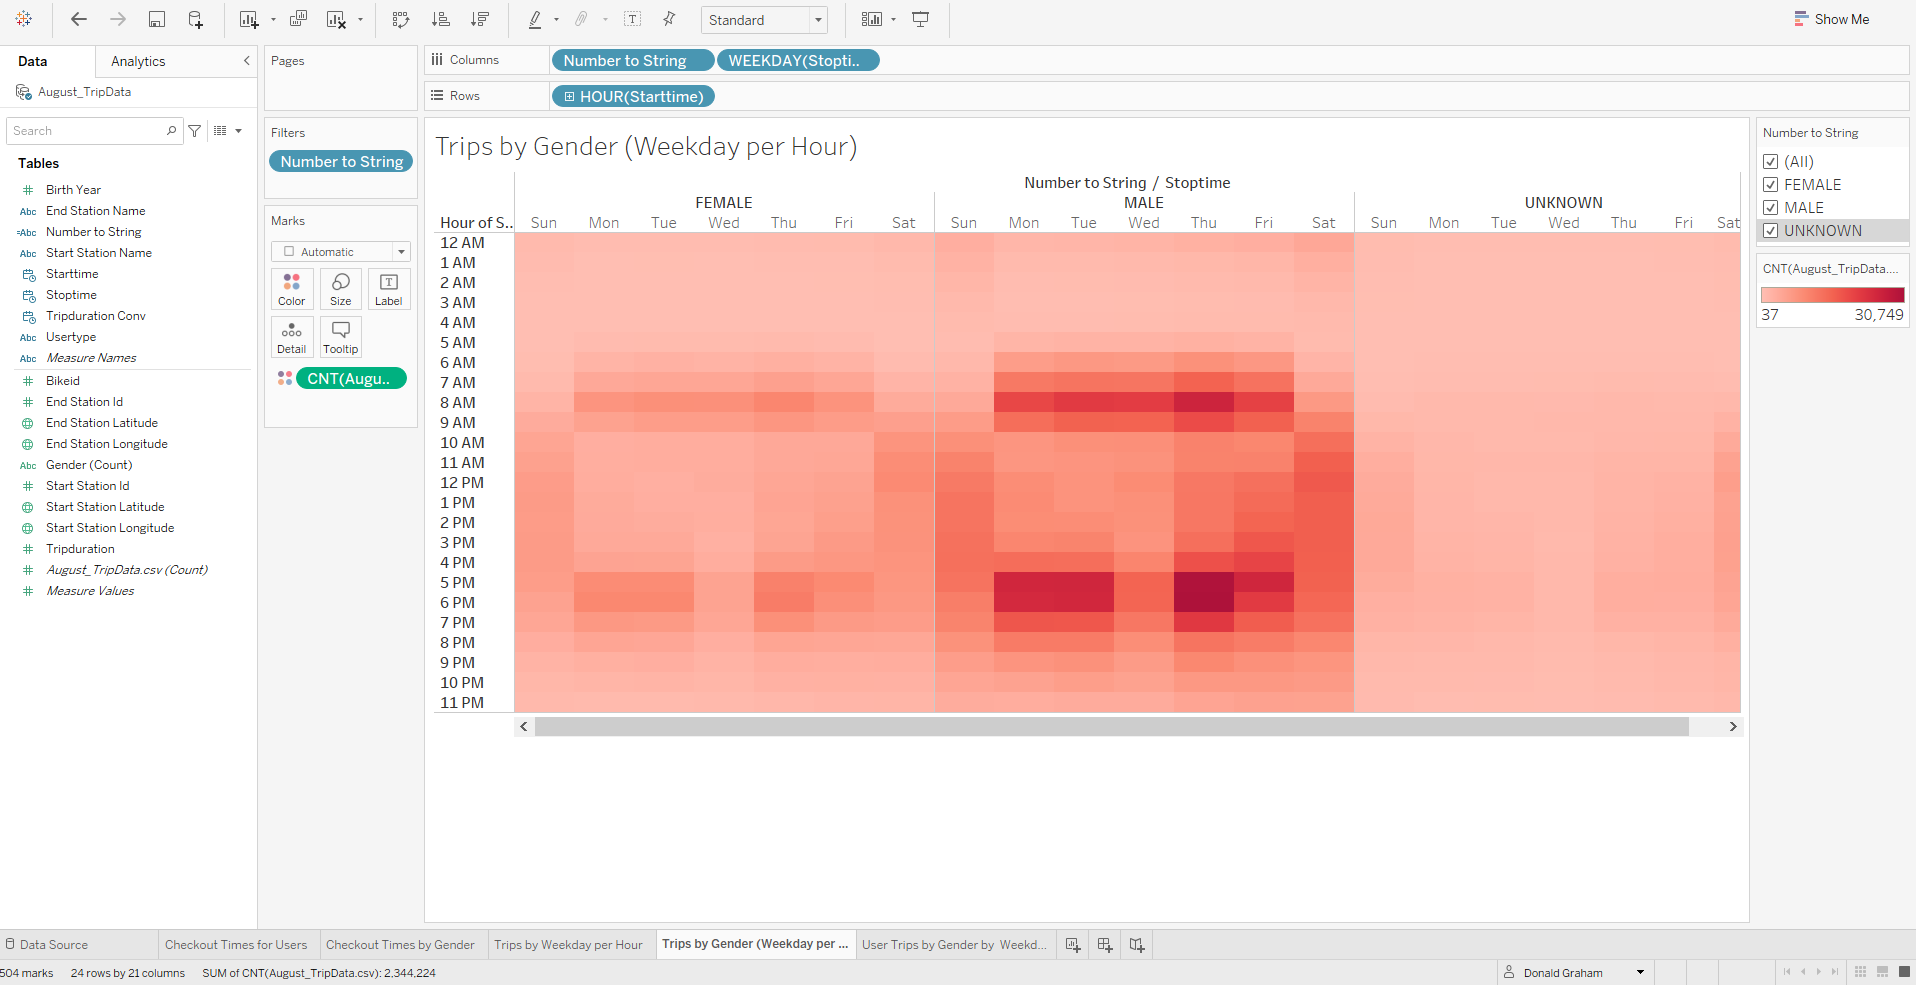 Standard
Show Me
Data
Analytics
August_TripData
Search
Tables
# Birth Year
Abc End Station Name
=Abc Number to String
Abc Start Station Name
Starttime
Stoptime
Tripduration Conv
Abc Usertype
Abc Measure Names
# Bikeid
# End Station Id
End Station Latitude
End Station Longitude
Abc Gender (Count)
# Start Station Id
Start Station Latitude
Start Station Longitude
# Tripduration
# August_TripData.csv (Count)
# Measure Values
Pages
Filters
Number to String
Marks
Automatic
Color Size Label
Detail Tooltip
CNT(Augu..
Columns Number to String WEEKDAY(Stopti..
Rows HOUR(Starttime)
Trips by Gender (Weekday per Hour)
Number to String / Stoptime
FEMALE MALE UNKNOWN
Hour of S.. Sun Mon Tue Wed Thu Fri Sat Sun Mon Tue Wed Thu Fri Sat Sun Mon Tue Wed Thu Fri Sat
12 AM
1 AM
2 AM
3 AM
4 AM
5 AM
6 AM
7 AM
8 AM
9 AM
10 AM
11 AM
12 PM
1 PM
2 PM
3 PM
4 PM
5 PM
6 PM
7 PM
8 PM
9 PM
10 PM
11 PM
Number to String
(All)
FEMALE
MALE
UNKNOWN
CNT(August_TripData....
37 30,749
Data Source Checkout Times for Users Checkout Times by Gender Trips by Weekday per Hour Trips by Gender (Weekday per ... User Trips by Gender by Weekd...
504 marks 24 rows by 21 columns SUM of CNT(August_TripData.csv): 2,344,224 Donald Graham